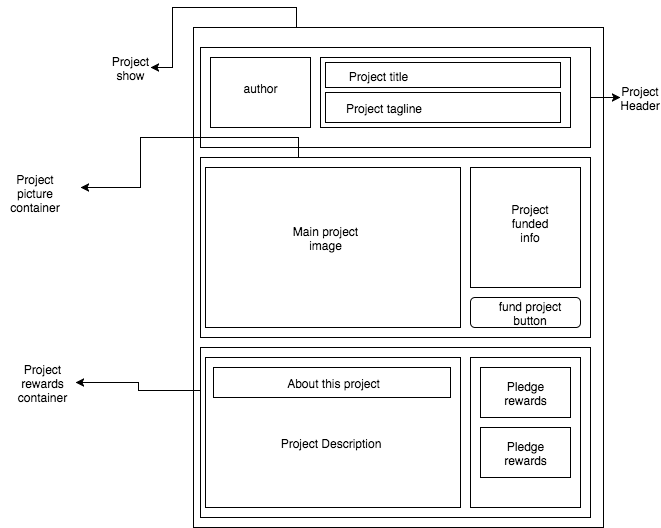 Project
show
author
Project title
Project tagline
Project
Header
Project
picture
container
Main project
image
Project
funded
info
fund project
button
Project
rewards
container
About this project
Project Description
Pledge
rewards
Pledge
rewards